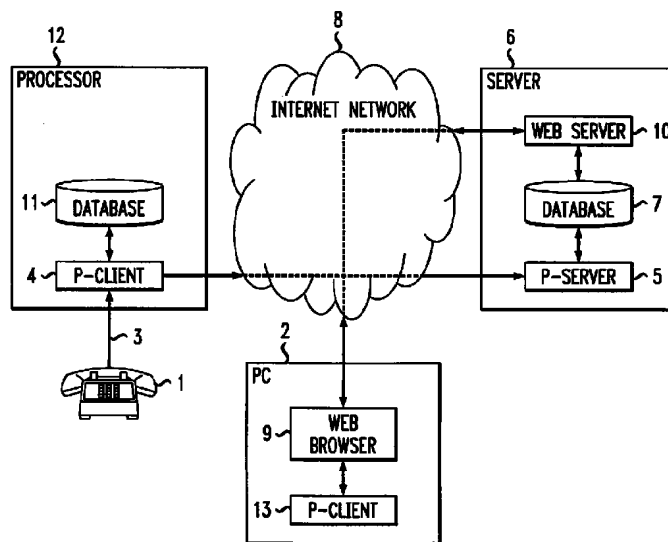 12
PROCESSOR
11
DATABASE
4
P-CLIENT
3
1
8
INTERNET NETWORK
6
SERVER
WEB SERVER
10
DATABASE
7
P-SERVER
5
2
PC
9
WEB
BROWSER
13
P-CLIENT